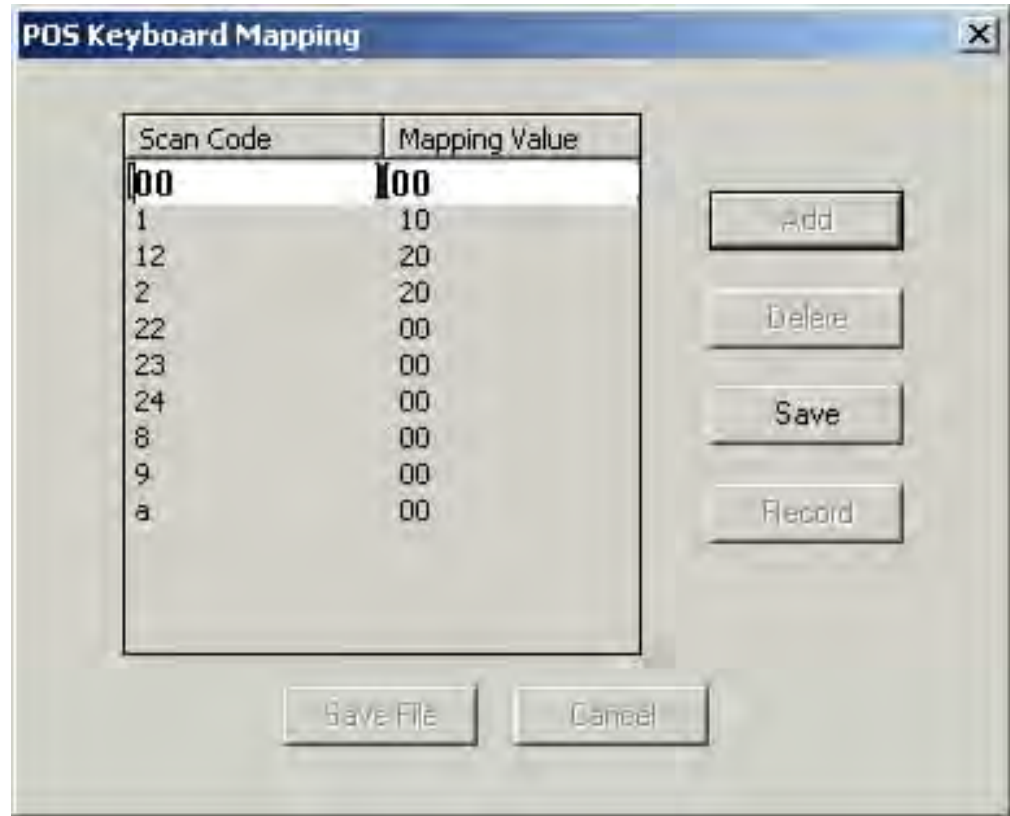 POS Keyboard Mapping
Scan Code Mapping Value
00 00
1 10
12 20
2 20
22 00
23 00
24 00
8 00
9 00
a 00
Add
Delete
Save
Record
Save File Cancel